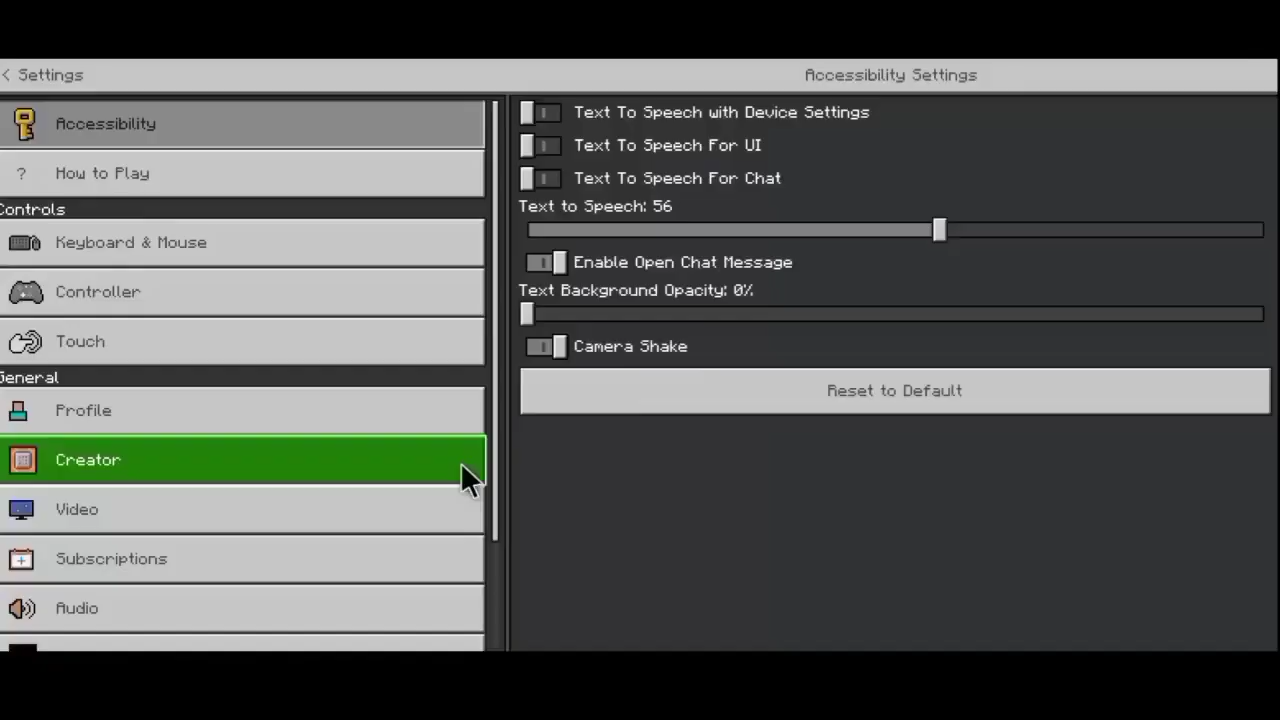 < Settings
Accessibility Settings
Accessibility
? How to Play
Controls
Keyboard & Mouse
Controller
Touch
General
Profile
Creator
Video
Subscriptions
Audio
Text To Speech with Device Settings
Text To Speech For UI
Text To Speech For Chat
Text to Speech: 56
Enable Open Chat Message
Text Background Opacity: 0%
Camera Shake
Reset to Default